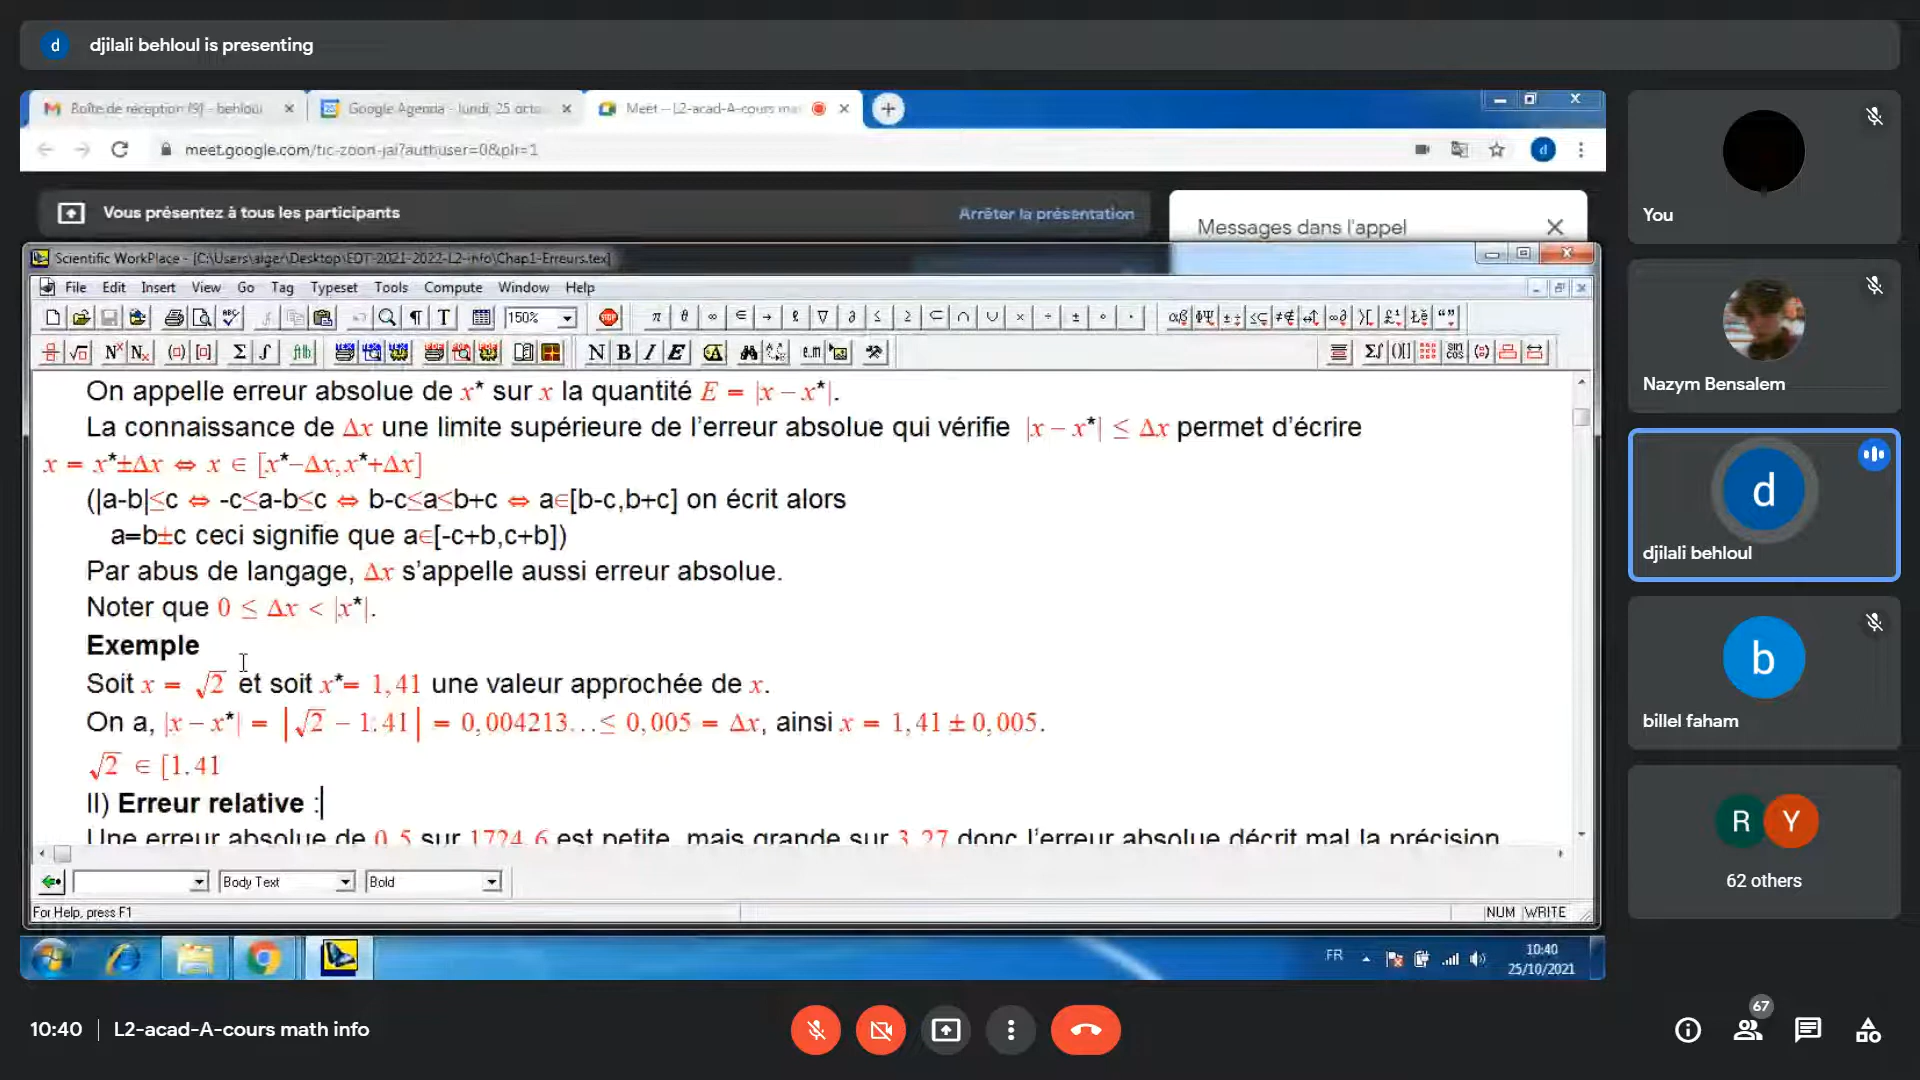 d djilali behloul is presenting
Boîte de réception (9) - behloul
Google Agenda - lundi, 25 octo
Meet – L2-acad-A-cours ma
meet.google.com/tic-zoon-jai?authuser=0&plr=1
d
Vous présentez à tous les participants
Arrêter la présentation
Messages dans l'appel
Scientific WorkPlace - [C:\Users\aiger\Desktop\EDT-2021-2022-L2-info\Chap1-Erreurs.tex]
File Edit Insert View Go Tag Typeset Tools Compute Window Help
150%
On appelle erreur absolue de x* sur x la quantité E = |x − x*|.
La connaissance de Δx une limite supérieure de l'erreur absolue qui vérifie |x − x*| ≤ Δx permet d'écrire
x = x*±Δx ⇔ x ∈ [x*−Δx,x*+Δx]
(|a-b|≤c ⇔ -c≤a-b≤c ⇔ b-c≤a≤b+c ⇔ a∈[b-c,b+c] on écrit alors
a=b±c ceci signifie que a∈[-c+b,c+b])
Par abus de langage, Δx s'appelle aussi erreur absolue.
Noter que 0 ≤ Δx < |x*|.
Exemple
Soit x = √2 et soit x*= 1,41 une valeur approchée de x.
On a, |x − x*| = |√2 − 1.41| = 0,004213…≤ 0,005 = Δx, ainsi x = 1,41 ± 0,005.
√2 ∈ [1.41
II) Erreur relative :
Une erreur absolue de 0,5 sur 1724,6 est petite, mais grande sur 3,27 donc l'erreur absolue décrit mal la précision
Body Text
Bold
For Help, press F1
NUM WRITE
FR
10:40
25/10/2021
You
Nazym Bensalem
d
djilali behloul
b
billel faham
R Y
62 others
10:40 | L2-acad-A-cours math info
67